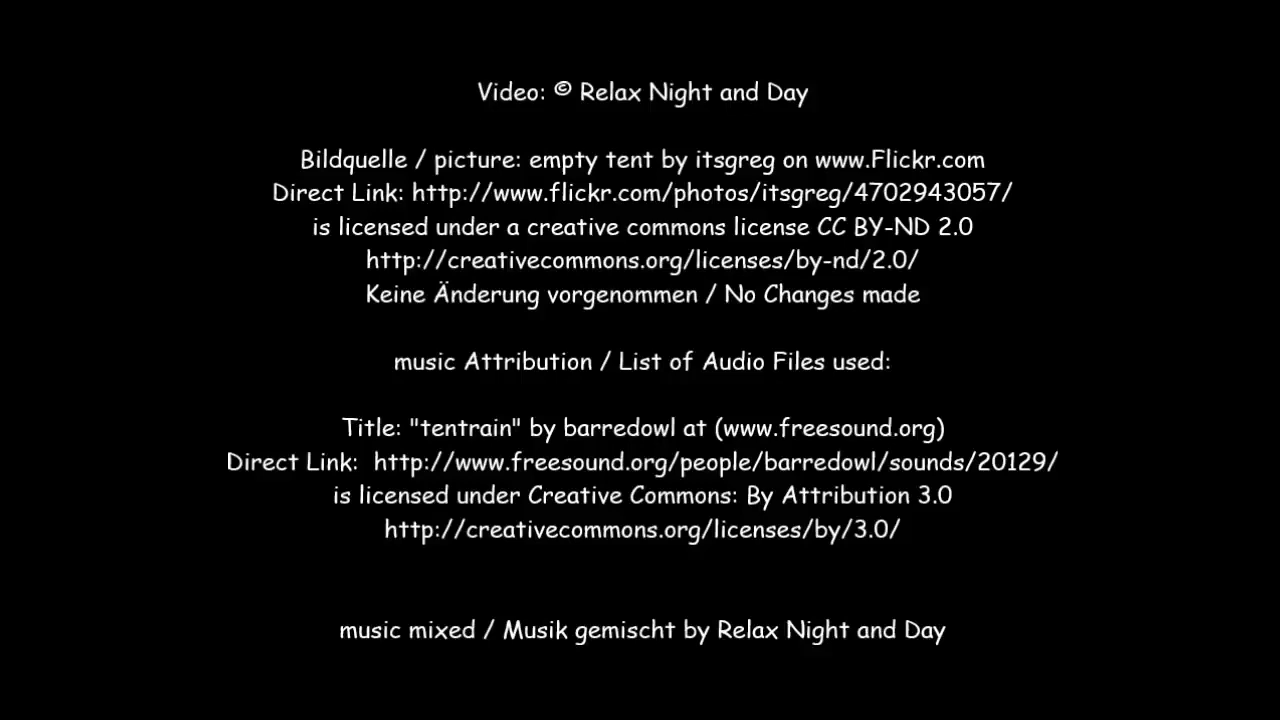 Video: © Relax Night and Day
Bildquelle / picture: empty tent by itsgreg on www.Flickr.com
Direct Link: http://www.flickr.com/photos/itsgreg/4702943057/
is licensed under a creative commons license CC BY-ND 2.0
http://creativecommons.org/licenses/by-nd/2.0/
Keine Änderung vorgenommen / No Changes made
music Attribution / List of Audio Files used:
Title: "tentrain" by barredowl at (www.freesound.org)
Direct Link:  http://www.freesound.org/people/barredowl/sounds/20129/
is licensed under Creative Commons: By Attribution 3.0
http://creativecommons.org/licenses/by/3.0/
music mixed / Musik gemischt by Relax Night and Day